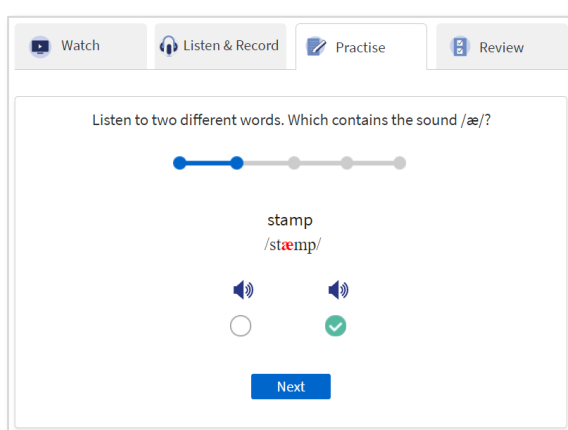 Watch
Listen & Record
Practise
Review
Listen to two different words. Which contains the sound /æ/?
stamp
/stæmp/
Next